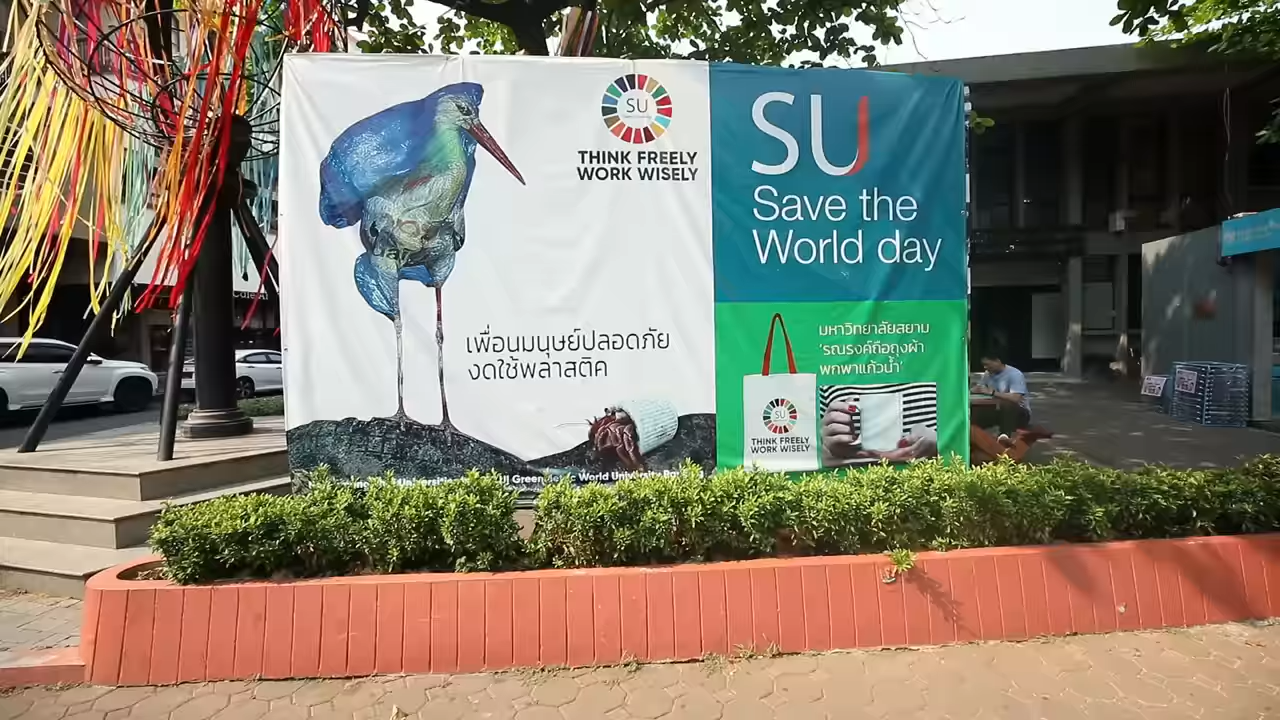 SU
THINK FREELY
WORK WISELY
เพื่อนมนุษย์ปลอดภัย
งดใช้พลาสติค
World University
SU
Save the
World day
มหาวิทยาลัยสยาม
'รณรงค์ถือถุงผ้า
พกพาแก้วน้ำ'
SU
THINK FREELY
WORK WISELY